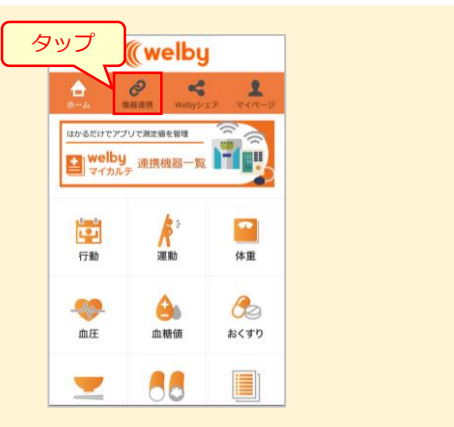 タップ
welby
ホーム
機器連携
Welbyシェア
マイページ
はかるだけでアプリで測定値を管理
welby
マイカルテ
連携機器一覧
行動
運動
体重
血圧
血糖値
おくすり